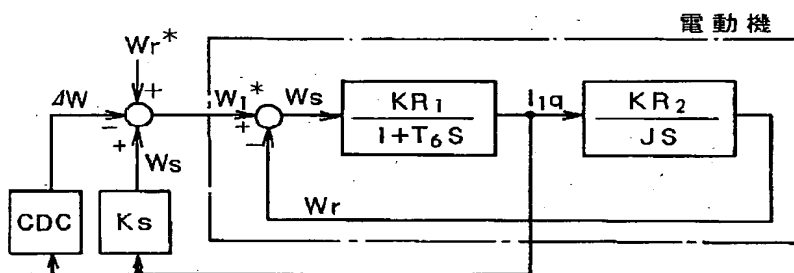 電動機
Wr*
ΔW
W1*
Ws
KR1
1+T6S
I1q
KR2
JS
+
−
+
+
−
Ws
Wr
CDC
Ks